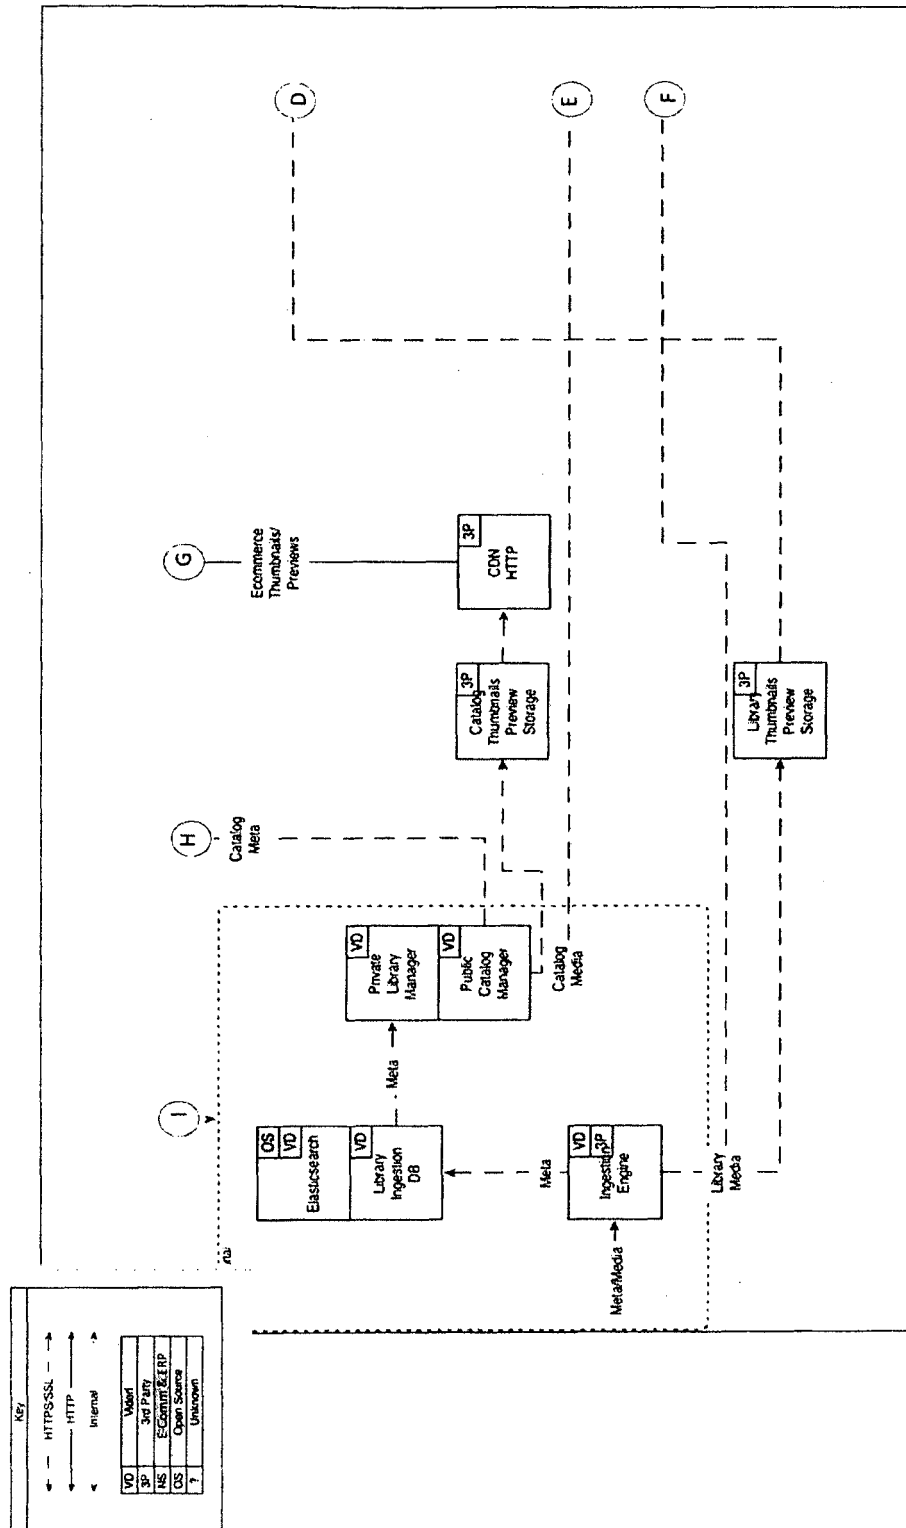 Key
HTTPS/SSL
HTTP
Internal
VD
3P
NS
E-Comm & ERP
3rd Party
OS
Open Source
?
Unknown
I
H
Catalog
Meta
G
Ecommerce
Thumbnails/
Previews
D
E
F
OS
VD
Elasticsearch
VD
Library
Ingestion
DB
Meta
VD
Private
Library
Manager
VD
Public
Catalog
Manager
Catalog
Media
3P
Catalog
Thumbnails
Preview
Storage
3P
CDN
HTTP
Meta/Media
VD
3P
Ingestion
Engine
Meta
Library
Media
3P
Library
Thumbnails
Preview
Storage